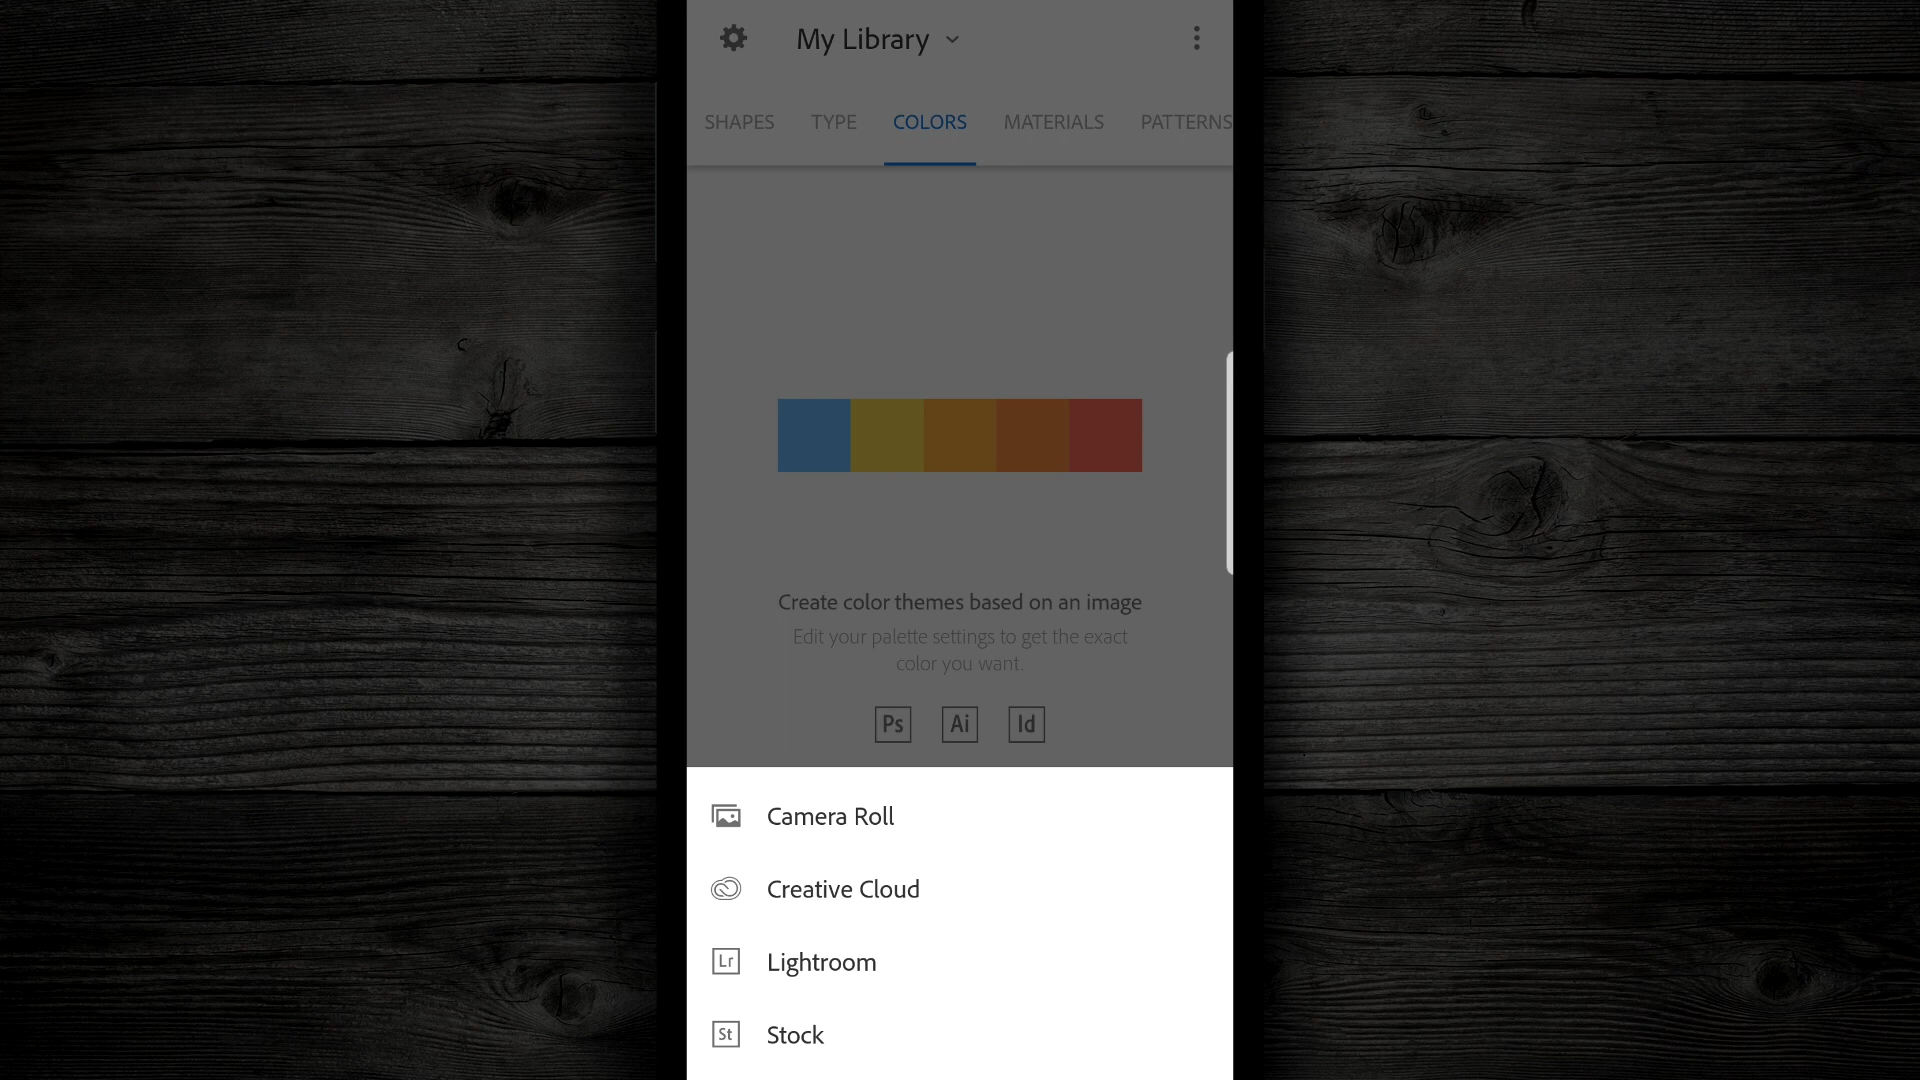 My Library
SHAPES TYPE COLORS MATERIALS PATTERNS
Create color themes based on an image
Edit your palette settings to get the exact
color you want.
Ps Ai Id
Camera Roll
Creative Cloud
Lr Lightroom
St Stock